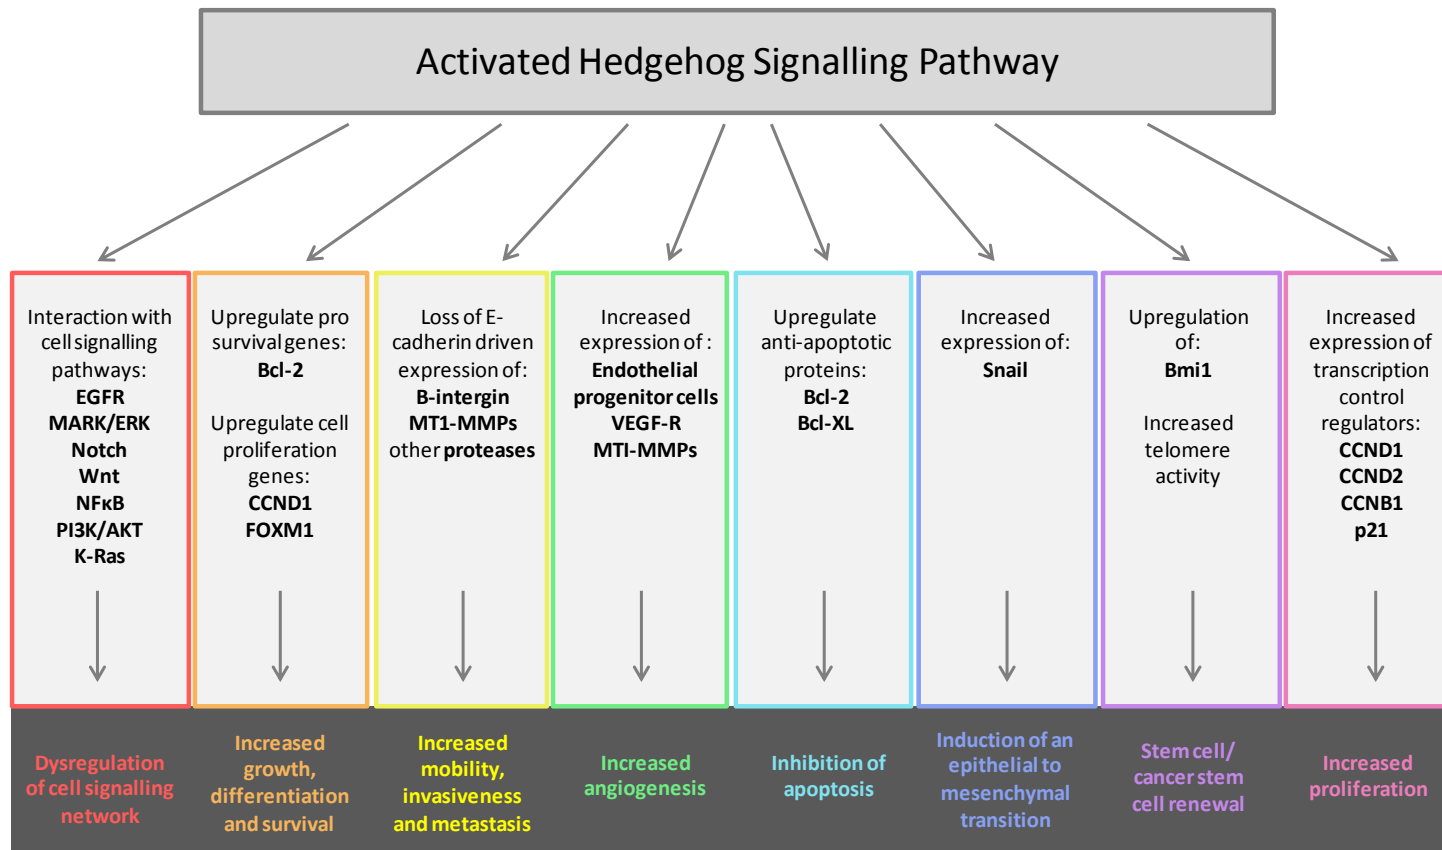 Activated Hedgehog Signalling Pathway
Interaction with
cell signalling
pathways:
EGFR
MARK/ERK
Notch
Wnt
NFκB
PI3K/AKT
K-Ras
Dysregulation
of cell signalling
network
Upregulate pro
survival genes:
Bcl-2
Upregulate cell
proliferation
genes:
CCND1
FOXM1
Increased
growth,
differentiation
and survival
Loss of E-
cadherin driven
expression of:
B-intergin
MT1-MMPs
other proteases
Increased
mobility,
invasiveness
and metastasis
Increased
expression of :
Endothelial
progenitor cells
VEGF-R
MTI-MMPs
Increased
angiogenesis
Upregulate
anti-apoptotic
proteins:
Bcl-2
Bcl-XL
Inhibition of
apoptosis
Increased
expression of:
Snail
Induction of an
epithelial to
mesenchymal
transition
Upregulation
of:
Bmi1
Increased
telomere
activity
Stem cell/
cancer stem
cell renewal
Increased
expression of
transcription
control
regulators:
CCND1
CCND2
CCNB1
p21
Increased
proliferation